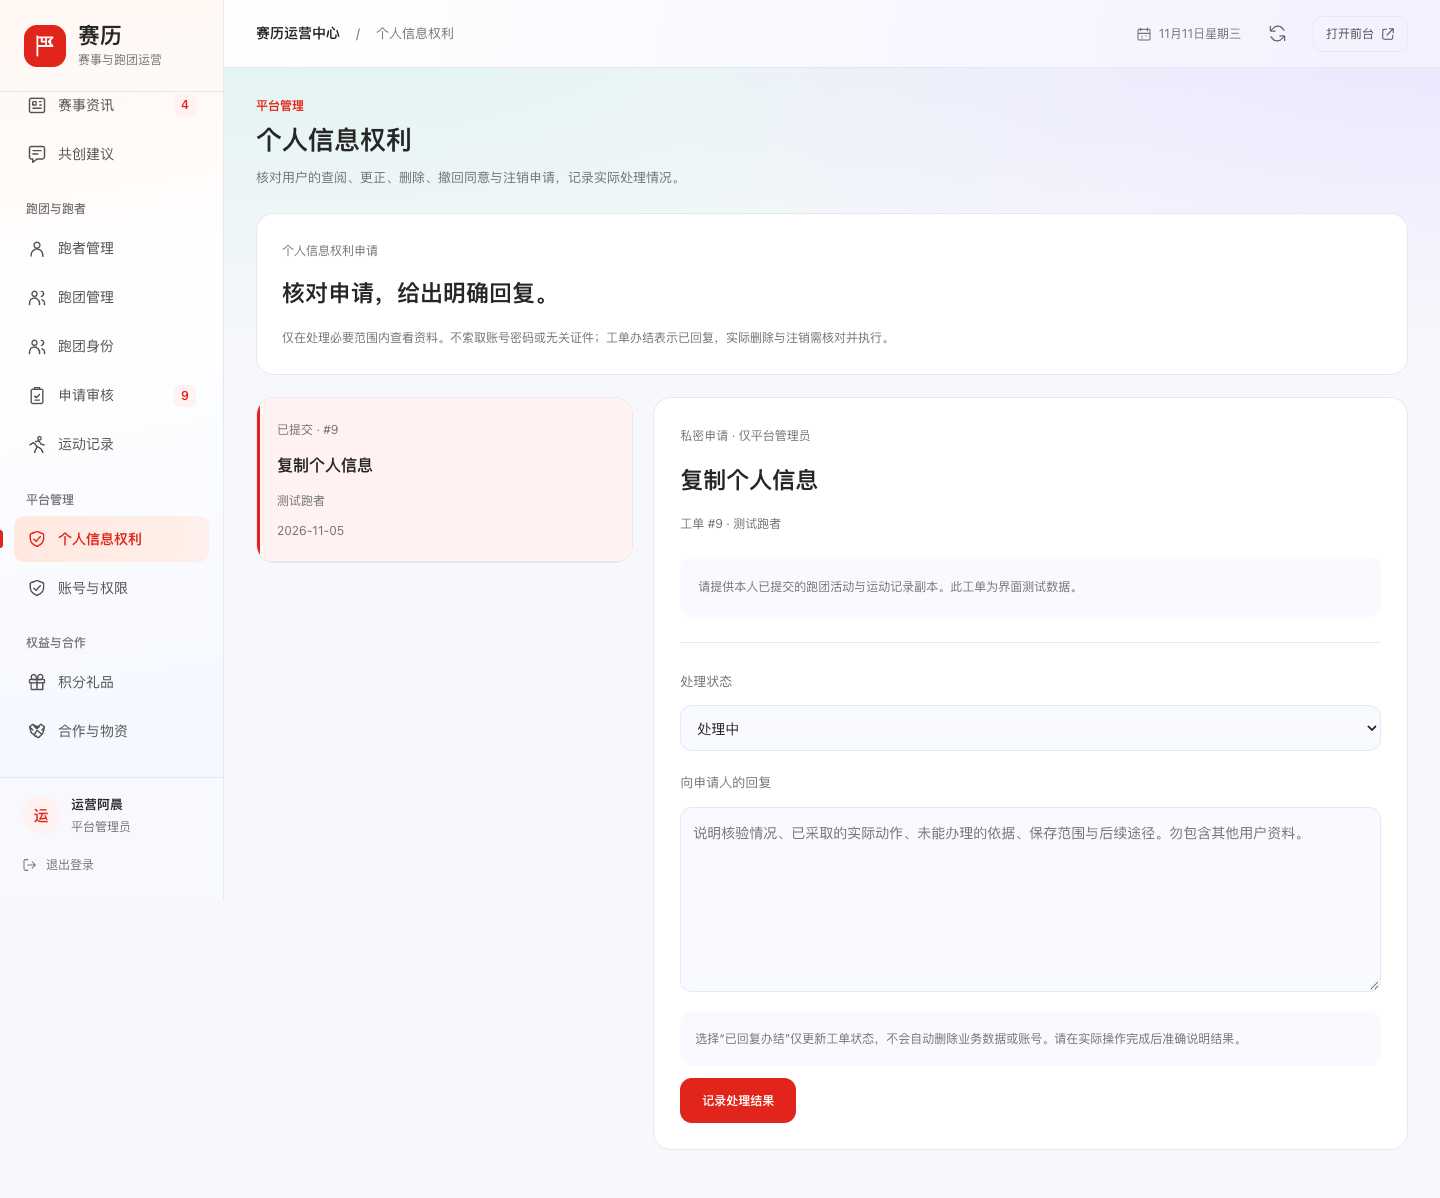 赛历
赛事与跑团运营
赛事资讯
4
共创建议
跑团与跑者
跑者管理
跑团管理
跑团身份
申请审核
9
运动记录
平台管理
个人信息权利
账号与权限
权益与合作
积分礼品
合作与物资
运
运营阿晨
平台管理员
退出登录
赛历运营中心 / 个人信息权利
11月11日星期三
打开前台
平台管理
个人信息权利
核对用户的查阅、更正、删除、撤回同意与注销申请，记录实际处理情况。
个人信息权利申请
核对申请，给出明确回复。
仅在处理必要范围内查看资料。不索取账号密码或无关证件；工单办结表示已回复，实际删除与注销需核对并执行。
已提交 · #9
复制个人信息
测试跑者
2026-11-05
私密申请 · 仅平台管理员
复制个人信息
工单 #9 · 测试跑者
请提供本人已提交的跑团活动与运动记录副本。此工单为界面测试数据。
处理状态
处理中
向申请人的回复
说明核验情况、已采取的实际动作、未能办理的依据、保存范围与后续途径。勿包含其他用户资料。
选择“已回复办结”仅更新工单状态，不会自动删除业务数据或账号。请在实际操作完成后准确说明结果。
记录处理结果